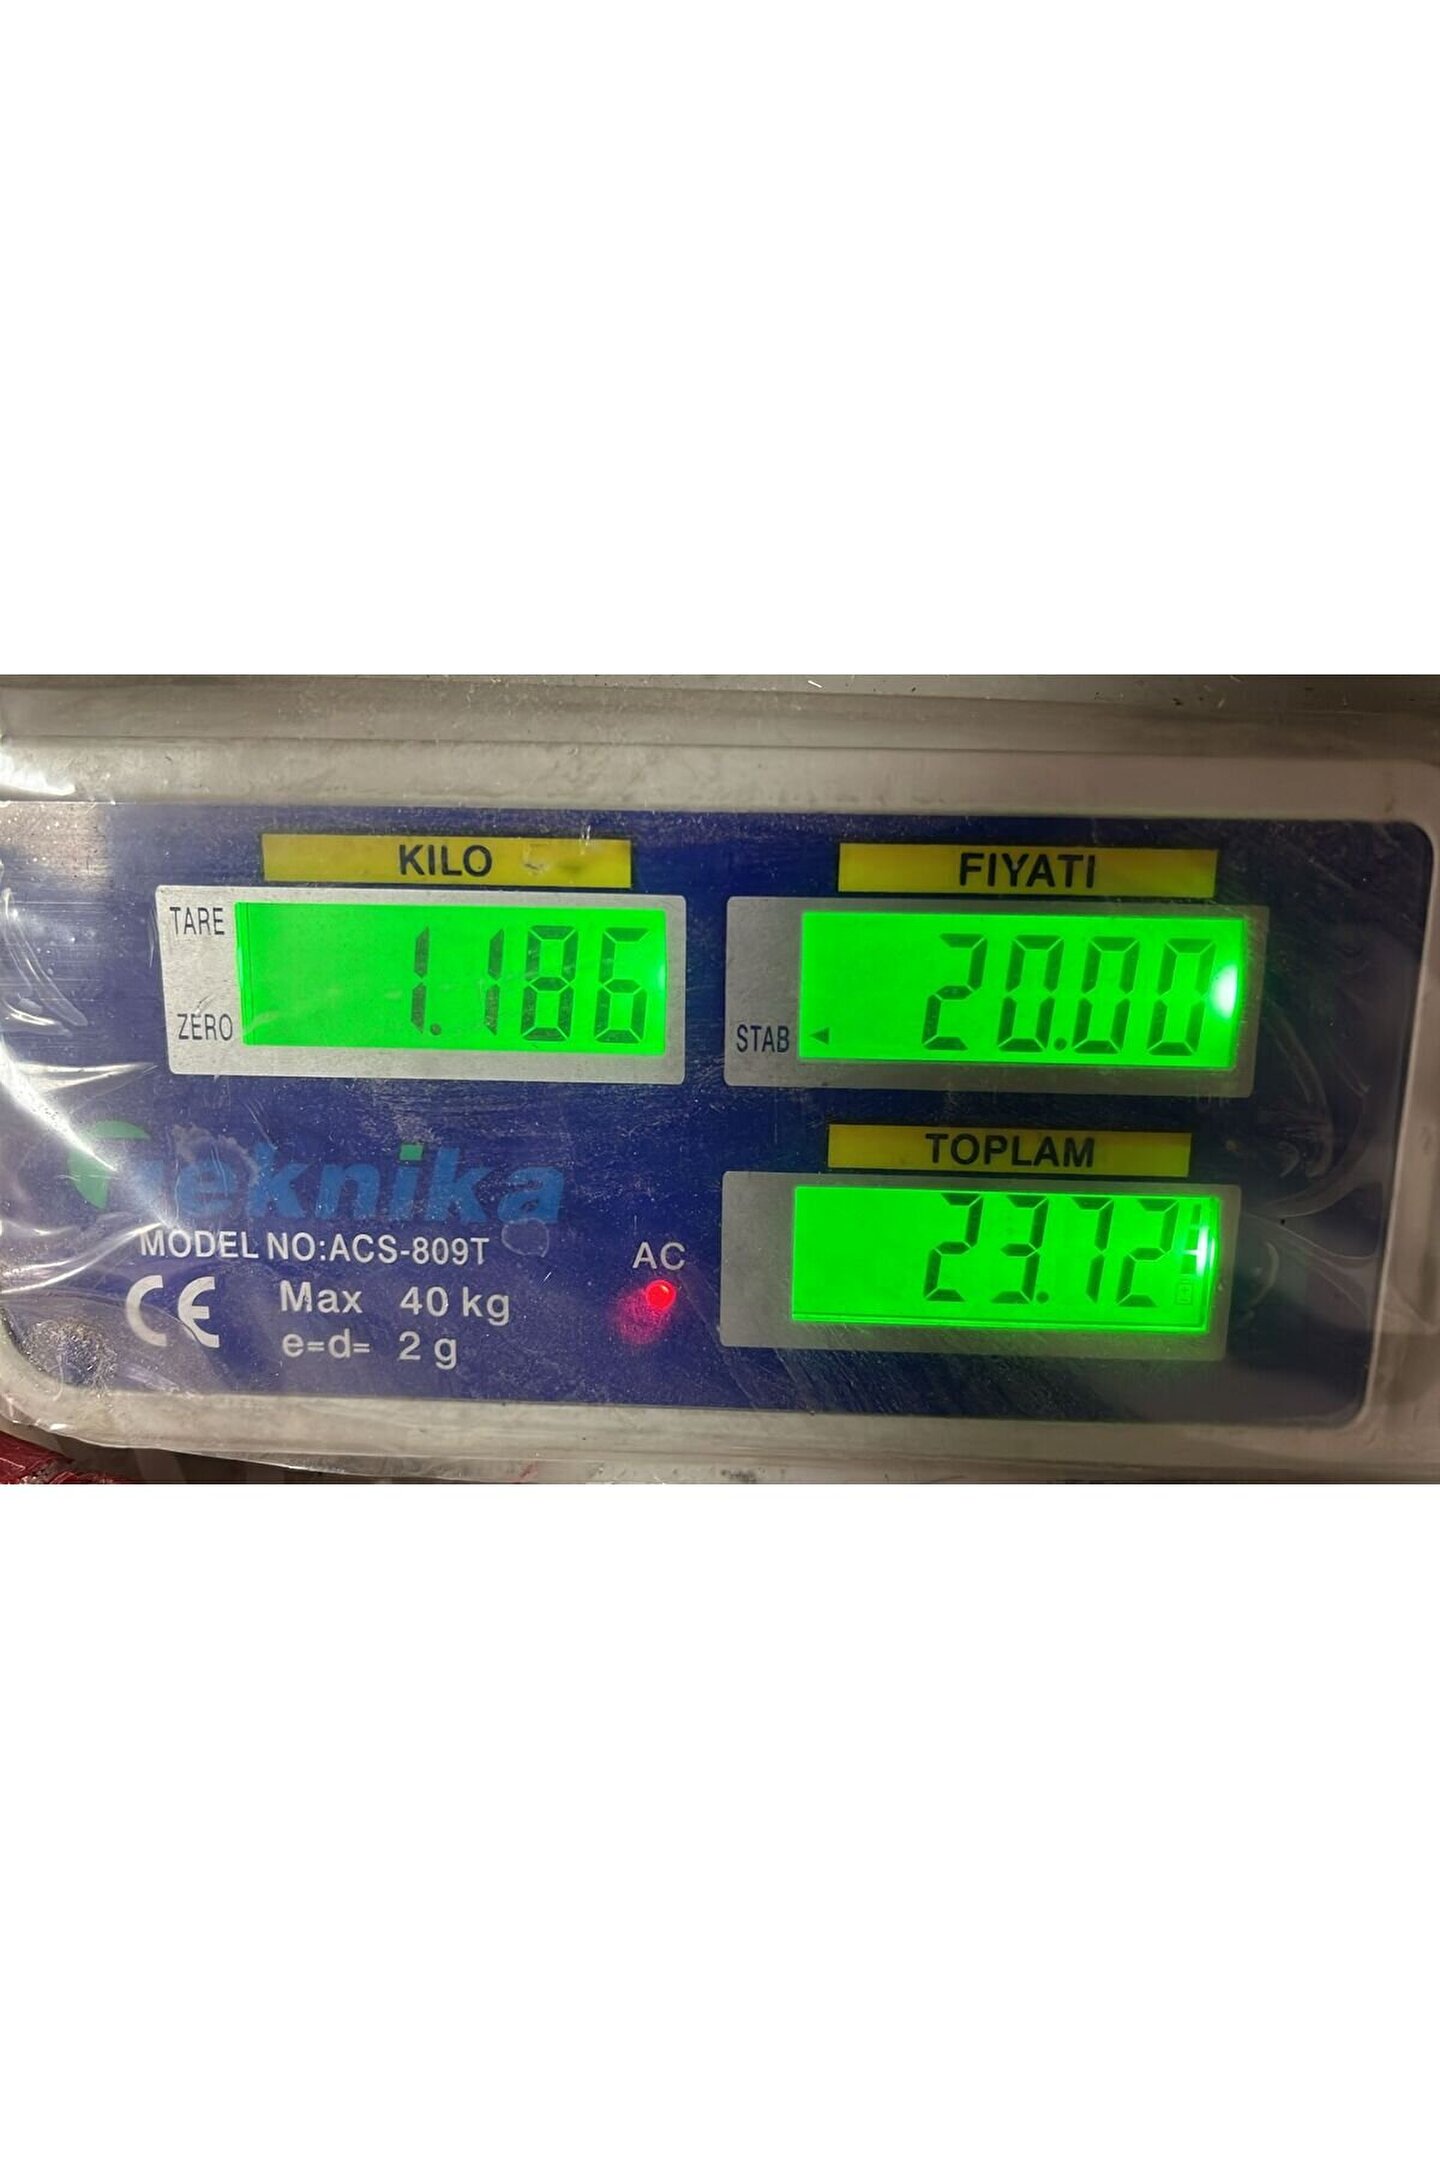 KILO
FIYATI
TARE
1.186
ZERO
20.00
STAB
TOPLAM
teknika
23.72
MODEL NO:ACS-809T
AC
CE
Max 40 kg
e=d= 2 g